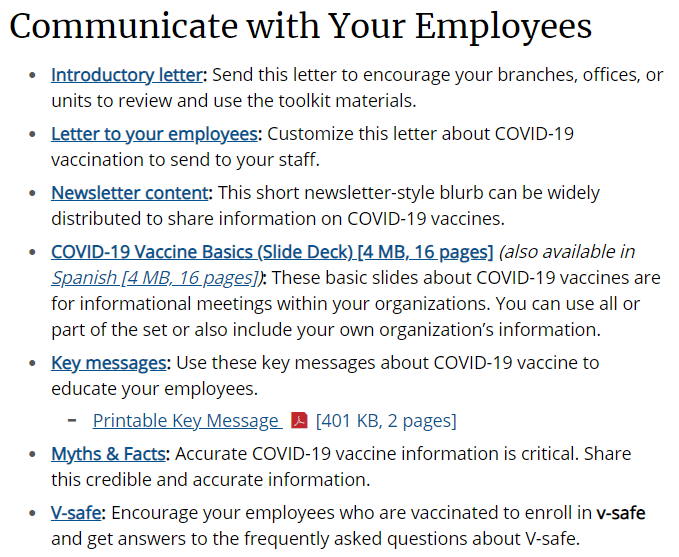 Communicate with Your Employees
• Introductory letter: Send this letter to encourage your branches, offices, or
units to review and use the toolkit materials.
• Letter to your employees: Customize this letter about COVID-19
vaccination to send to your staff.
• Newsletter content: This short newsletter-style blurb can be widely
distributed to share information on COVID-19 vaccines.
• COVID-19 Vaccine Basics (Slide Deck) [4 MB, 16 pages] (also available in
Spanish [4 MB, 16 pages]): These basic slides about COVID-19 vaccines are
for informational meetings within your organizations. You can use all or
part of the set or also include your own organization’s information.
• Key messages: Use these key messages about COVID-19 vaccine to
educate your employees.
– Printable Key Message [401 KB, 2 pages]
• Myths & Facts: Accurate COVID-19 vaccine information is critical. Share
this credible and accurate information.
• V-safe: Encourage your employees who are vaccinated to enroll in v-safe
and get answers to the frequently asked questions about V-safe.